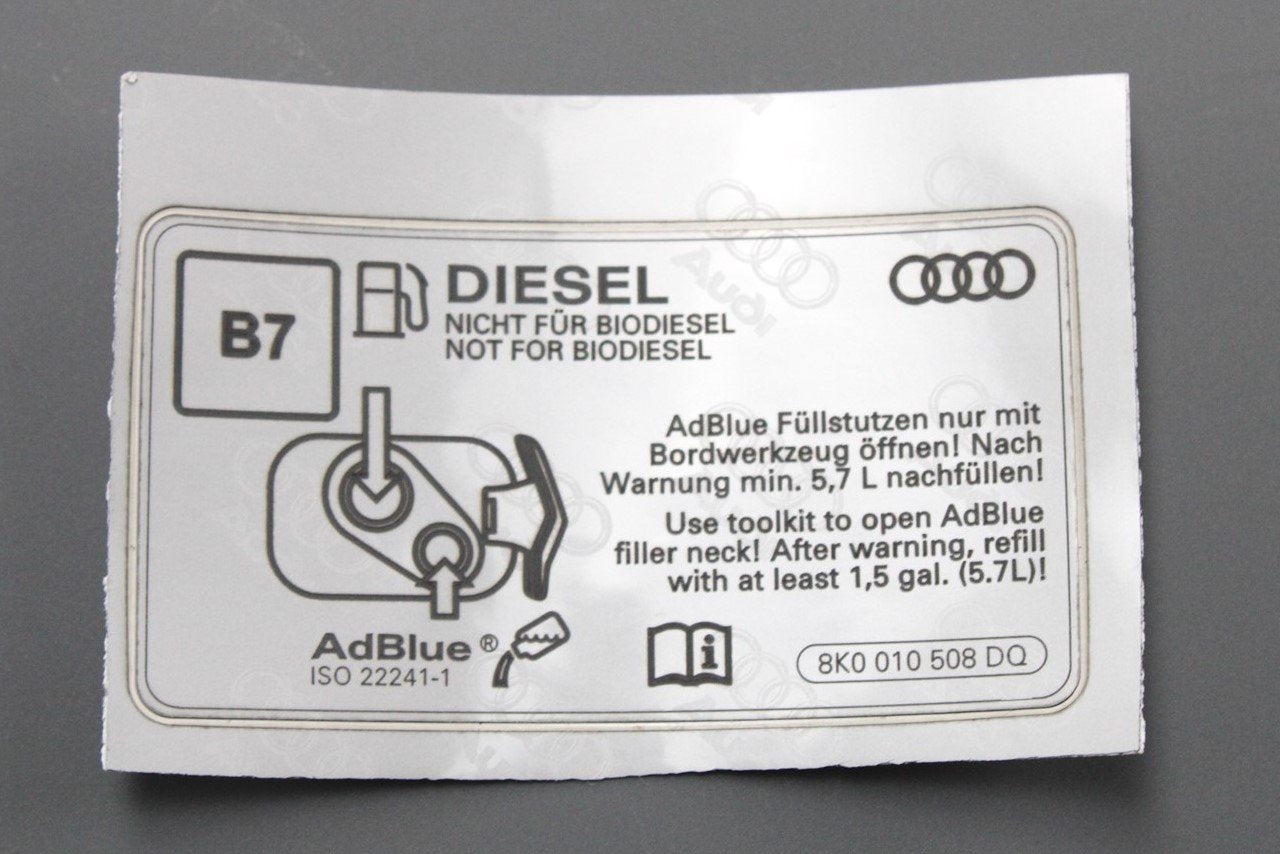 B7
DIESEL
NICHT FÜR BIODIESEL
NOT FOR BIODIESEL
AdBlue Füllstutzen nur mit
Bordwerkzeug öffnen! Nach
Warnung min. 5,7 L nachfüllen!
Use toolkit to open AdBlue
filler neck! After warning, refill
with at least 1,5 gal. (5.7L)!
AdBlue®
ISO 22241-1
i
8K0 010 508 DQ
Audi